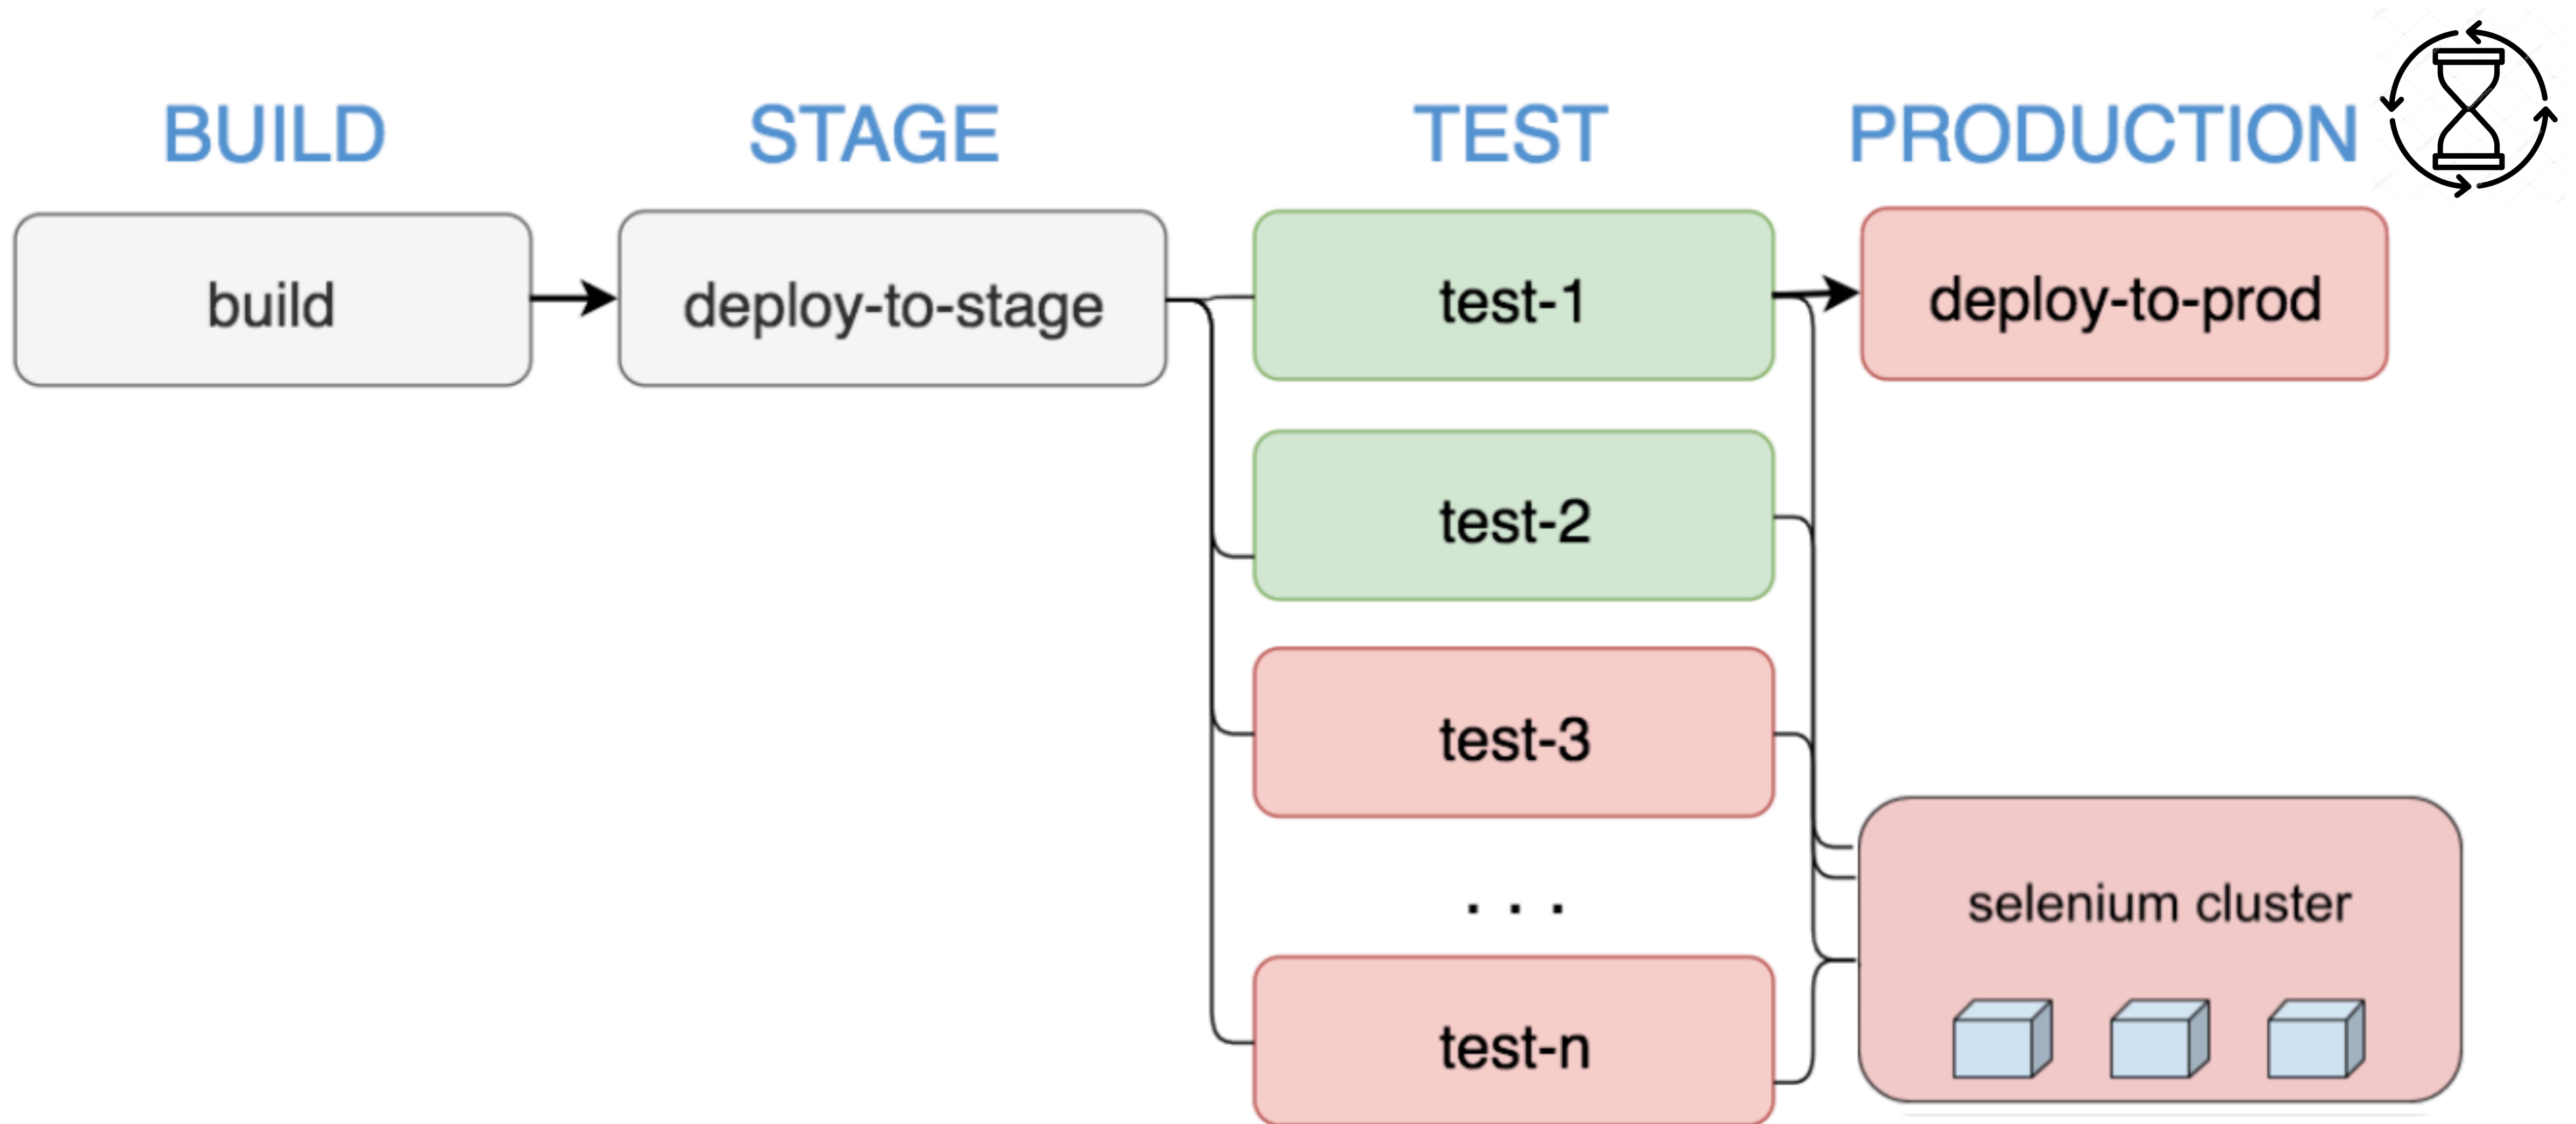 BUILD
STAGE
TEST
PRODUCTION
build
deploy-to-stage
test-1
deploy-to-prod
test-2
test-3
. . .
selenium cluster
test-n